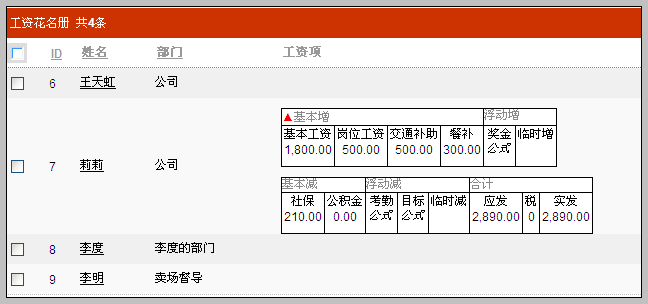 工资花名册 共4条
ID 姓名 部门 工资项
6 王天虹 公司
▲基本增 浮动增
基本工资 岗位工资 交通补助 餐补 奖金 临时增
1,800.00 500.00 500.00 300.00 公式
7 莉莉 公司
基本减 浮动减 合计
社保 公积金 考勤 目标 临时减 应发 税 实发
210.00 0.00 公式 公式 2,890.00 0 2,890.00
8 李度 李度的部门
9 李明 卖场督导